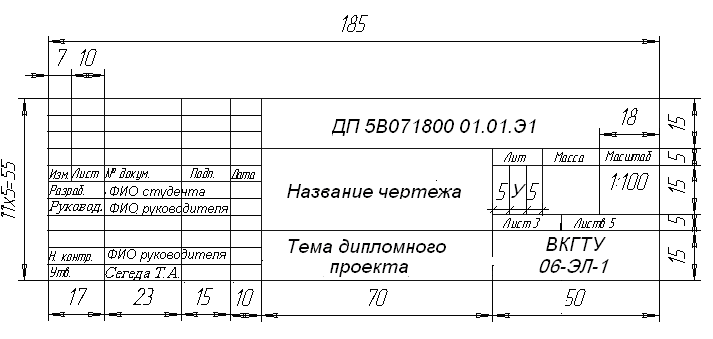 185
7 10
ДП 5В071800 01.01.Э1
18
15
11х5=55
Изм. Лист № докум. Подп. Дата
Лит Масса Масштаб
5
Разраб. ФИО студента
Название чертежа
5 У 5
1:100
15
Руковод. ФИО руководителя
Лист 3 Листв 5
5
Н. контр. ФИО руководителя
Тема дипломного
проекта
ВКГТУ
06-ЭЛ-1
15
Утв. Сегеда Т.А.
17 23 15 10 70 50